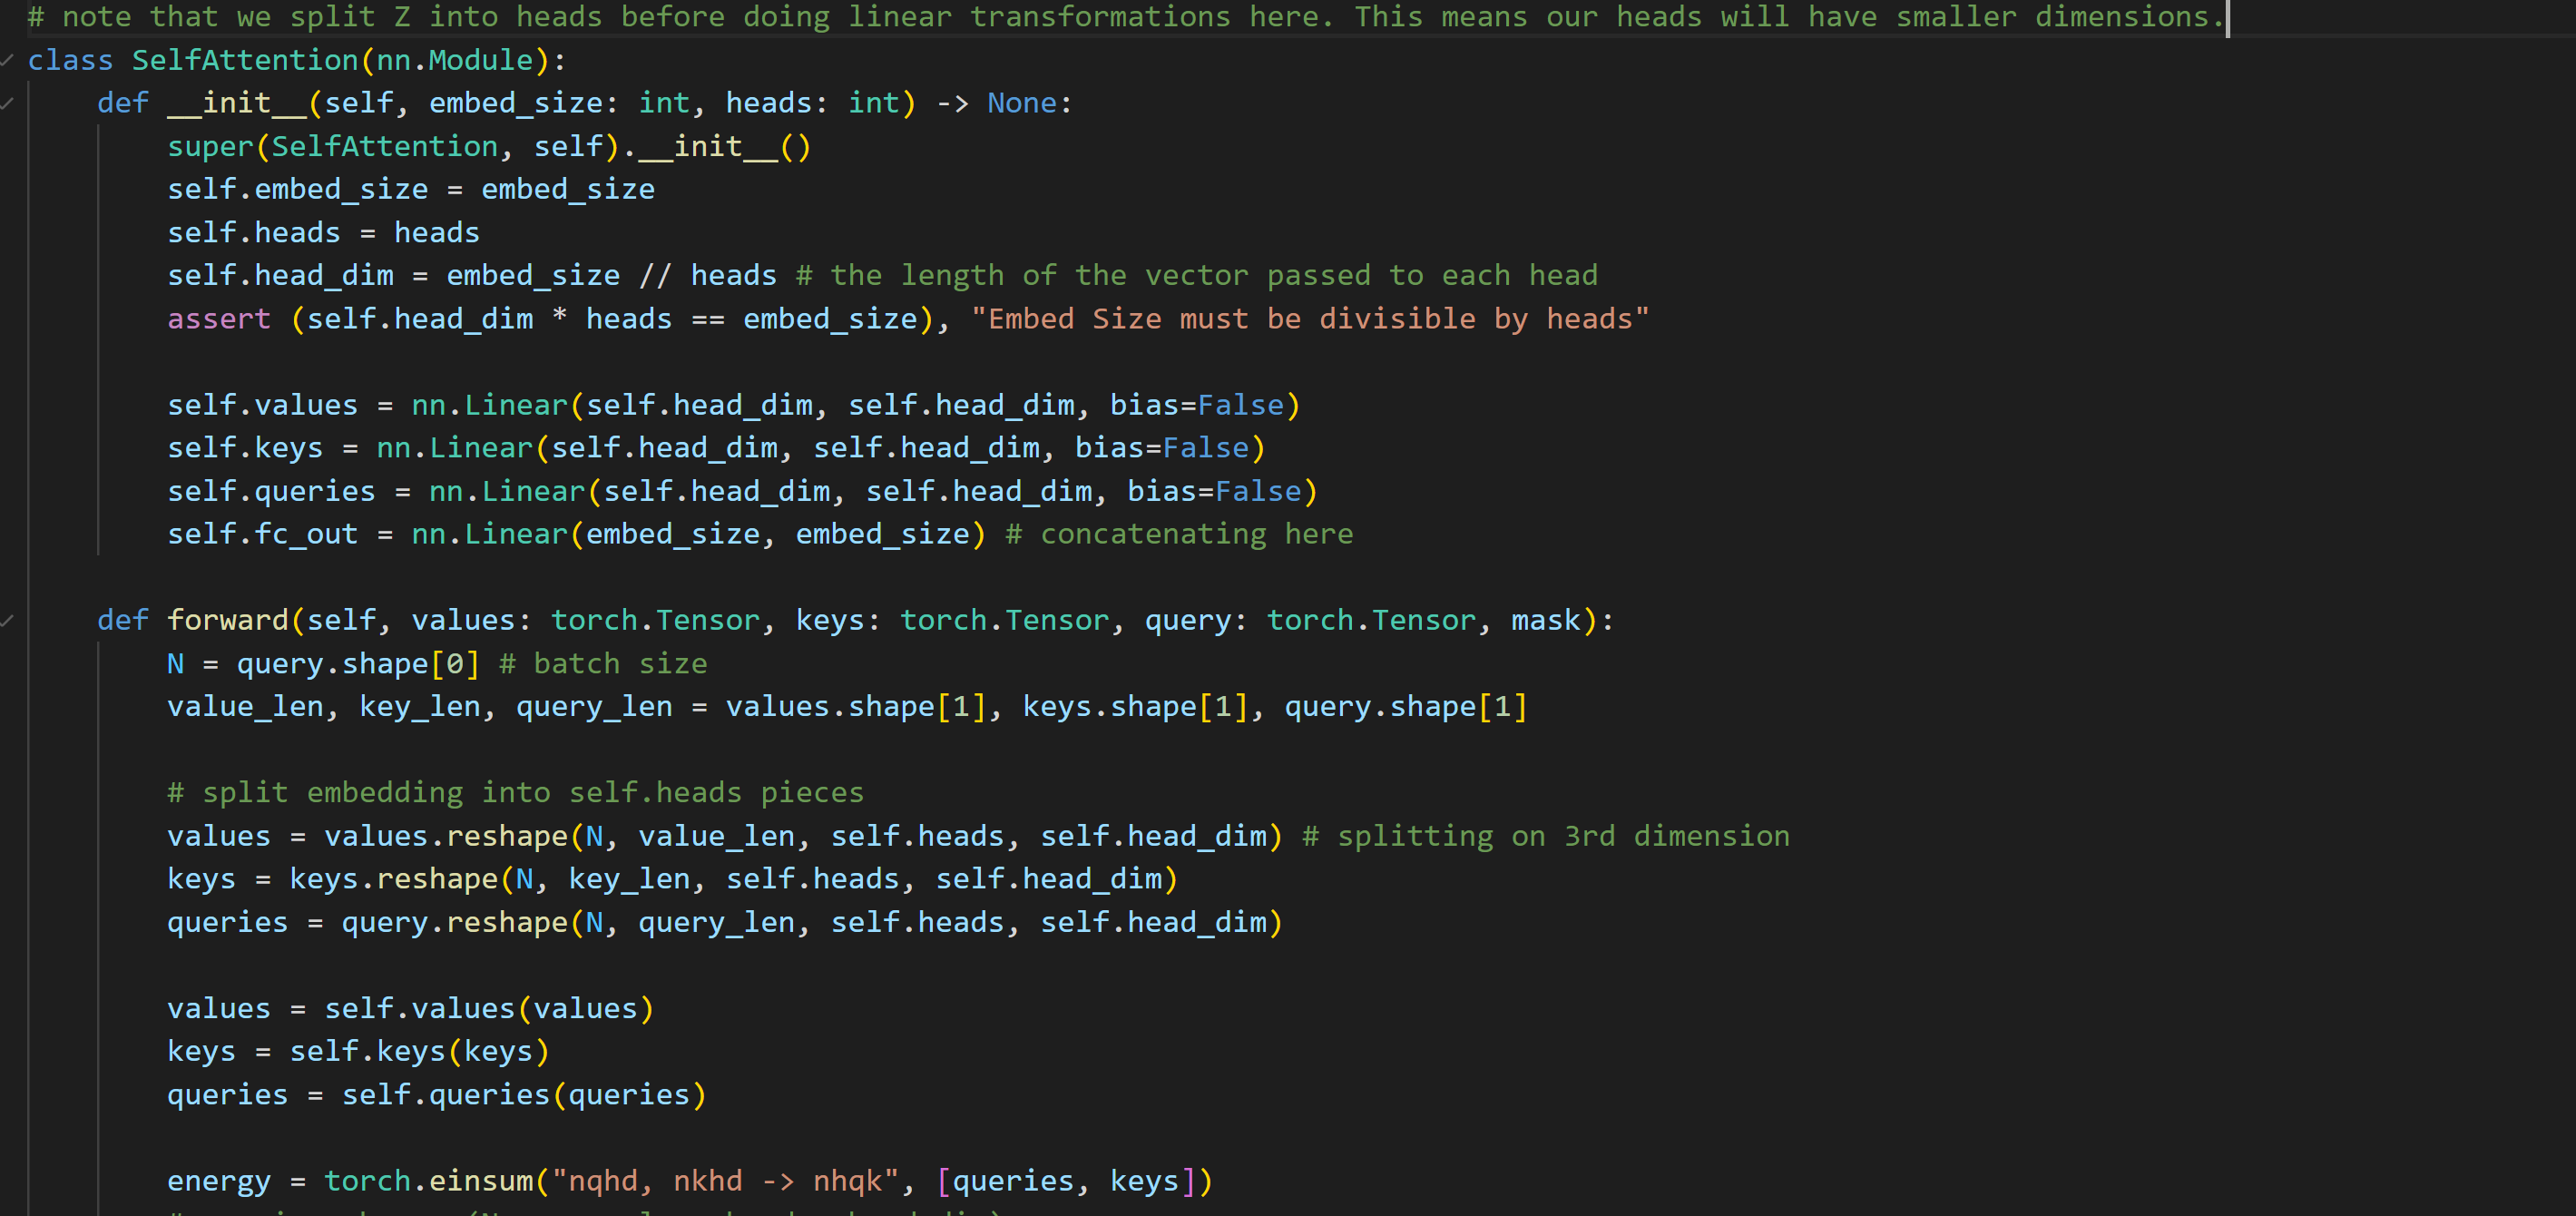 # note that we split Z into heads before doing linear transformations here. This means our heads will have smaller dimensions.
class SelfAttention(nn.Module):
    def __init__(self, embed_size: int, heads: int) -> None:
        super(SelfAttention, self).__init__()
        self.embed_size = embed_size
        self.heads = heads
        self.head_dim = embed_size // heads # the length of the vector passed to each head
        assert (self.head_dim * heads == embed_size), "Embed Size must be divisible by heads"

        self.values = nn.Linear(self.head_dim, self.head_dim, bias=False)
        self.keys = nn.Linear(self.head_dim, self.head_dim, bias=False)
        self.queries = nn.Linear(self.head_dim, self.head_dim, bias=False)
        self.fc_out = nn.Linear(embed_size, embed_size) # concatenating here

    def forward(self, values: torch.Tensor, keys: torch.Tensor, query: torch.Tensor, mask):
        N = query.shape[0] # batch size
        value_len, key_len, query_len = values.shape[1], keys.shape[1], query.shape[1]

        # split embedding into self.heads pieces
        values = values.reshape(N, value_len, self.heads, self.head_dim) # splitting on 3rd dimension
        keys = keys.reshape(N, key_len, self.heads, self.head_dim)
        queries = query.reshape(N, query_len, self.heads, self.head_dim)

        values = self.values(values)
        keys = self.keys(keys)
        queries = self.queries(queries)

        energy = torch.einsum("nqhd, nkhd -> nhqk", [queries, keys])